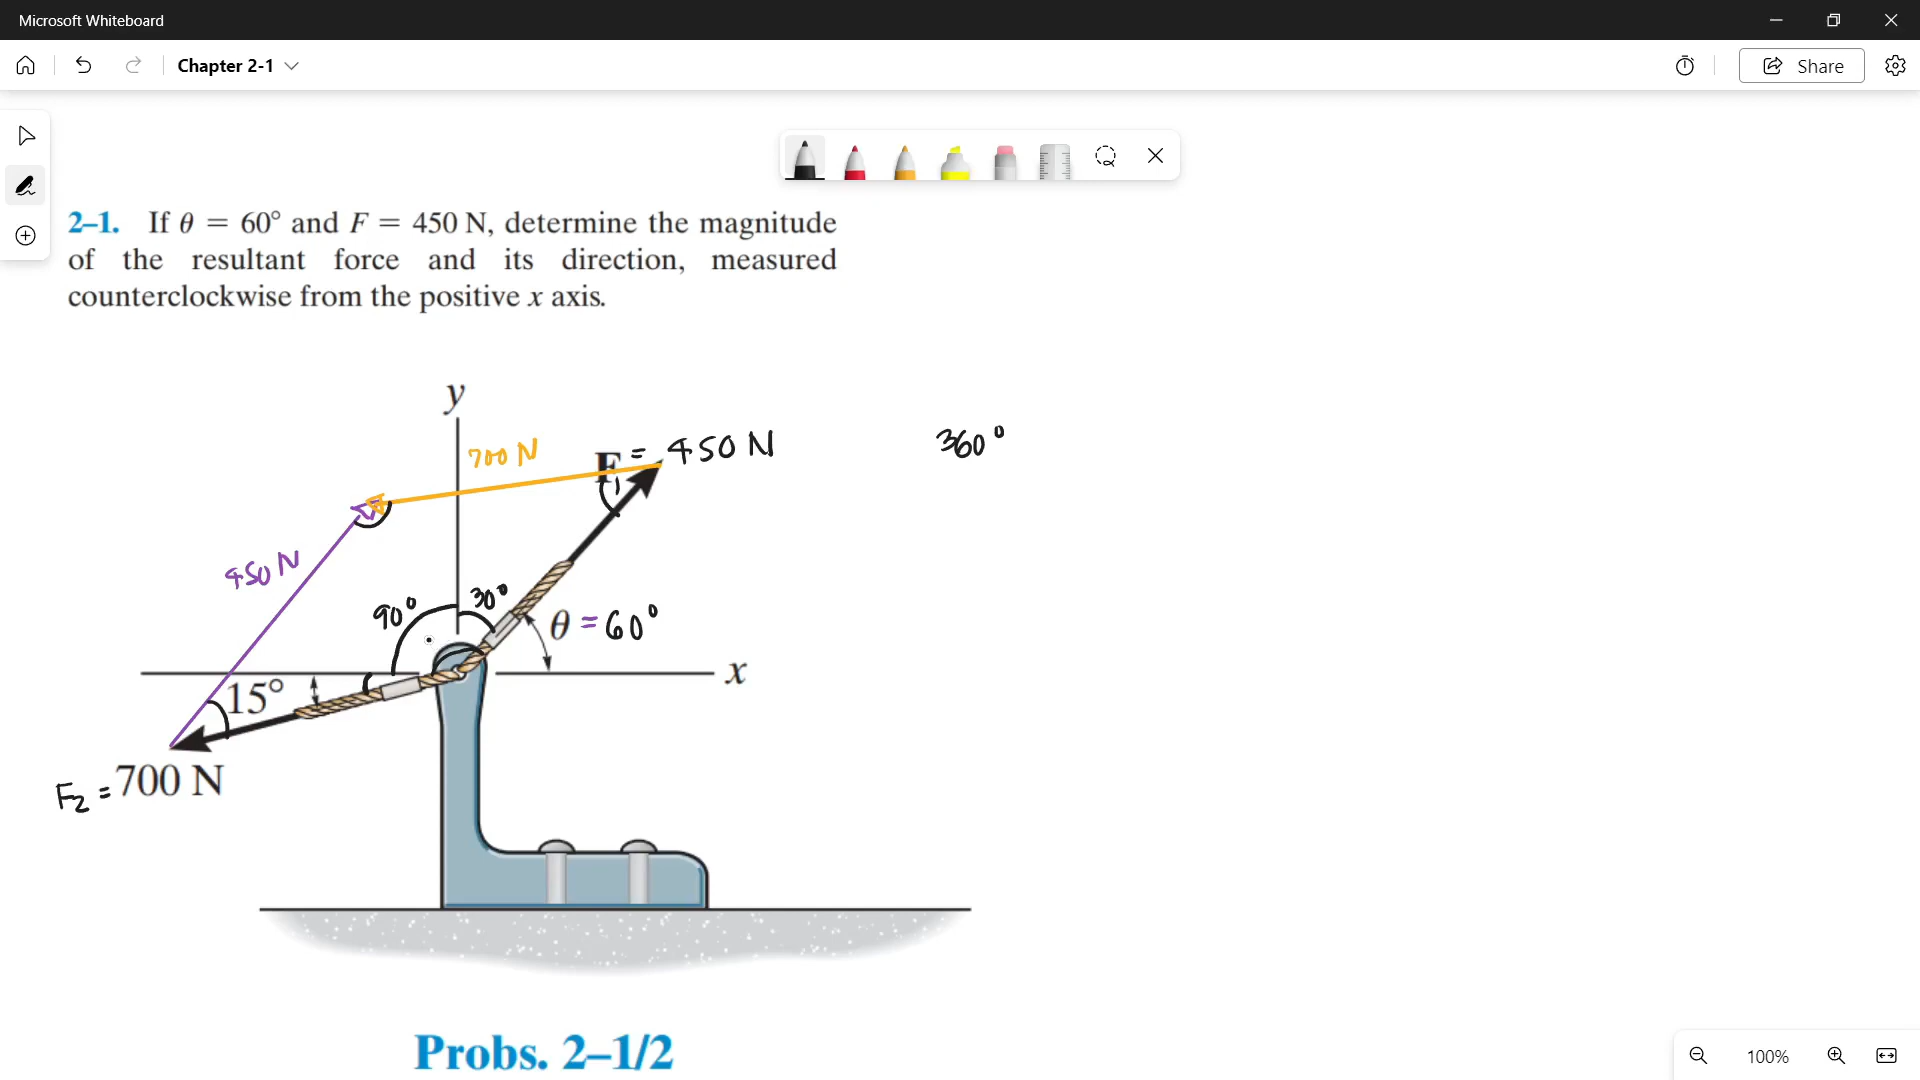 Microsoft Whiteboard
Chapter 2-1
Share
2–1. If θ = 60° and F = 450 N, determine the magnitude
of the resultant force and its direction, measured
counterclockwise from the positive x axis.
y
700 N
F₁ = 450 N
360°
450 N
90°
30°
θ = 60°
x
15°
F₂ = 700 N
Probs. 2–1/2
100%